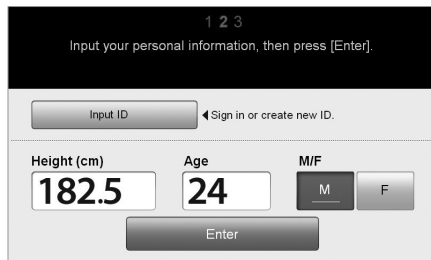 1 2 3
Input your personal information, then press [Enter].
Input ID ◀Sign in or create new ID.
Height (cm) Age M/F
182.5 24 M F
Enter